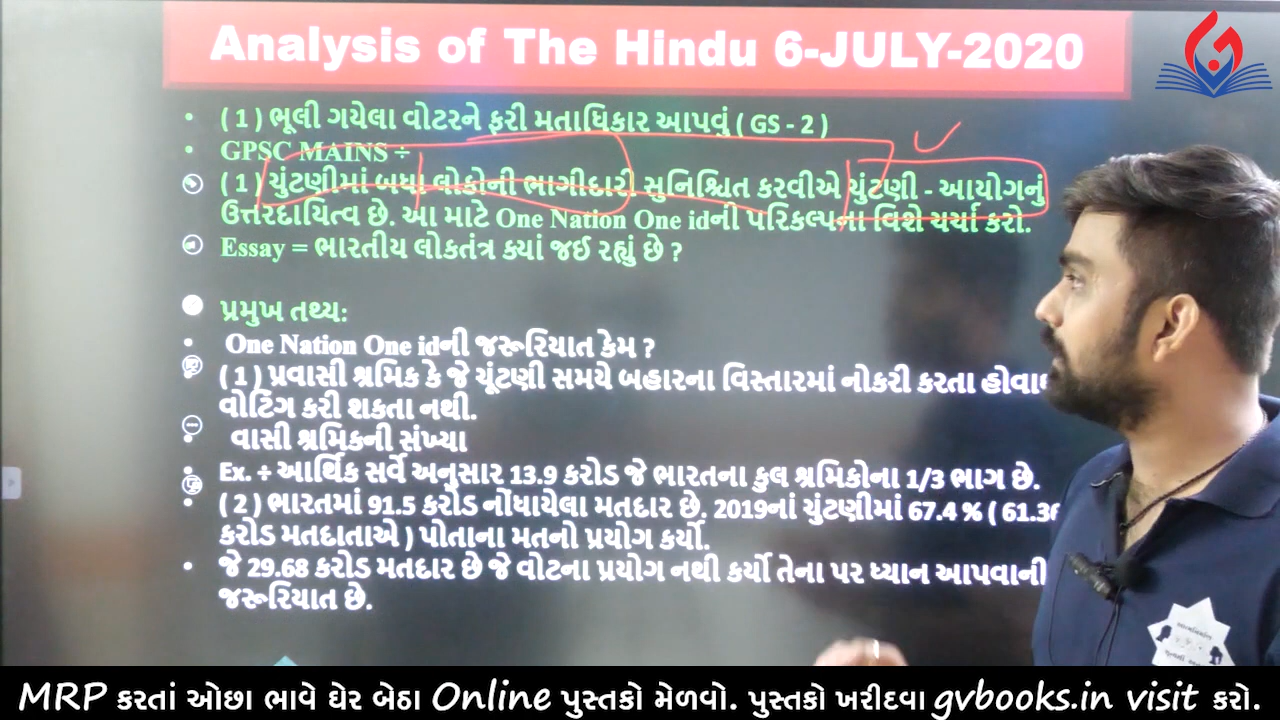 Analysis of The Hindu 6-JULY-2020
( 1 ) ભૂલી ગયેલા વોટરને ફરી મતાધિકાર આપવું ( GS - 2 )
GPSC MAINS ÷
( 1 ) ચુંટણીમાં બધા લોકોની ભાગીદારી સુનિશ્ચિત કરવીએ ચુંટણી - આયોગનું
ઉત્તરદાયિત્વ છે. આ માટે One Nation One idની પરિકલ્પના વિશે ચર્ચા કરો.
Essay = ભારતીય લોકતંત્ર ક્યાં જઈ રહ્યું છે ?
પ્રમુખ તથ્ય:
One Nation One idની જરૂરિયાત કેમ ?
( 1 ) પ્રવાસી શ્રમિક કે જે ચૂંટણી સમયે બહારના વિસ્તારમાં નોકરી કરતા
વોટિંગ કરી શકતા નથી.
વાસી શ્રમિકની સંખ્યા
Ex. ÷ આર્થિક સર્વે અનુસાર 13.9 કરોડ જે ભારતના કુલ શ્રમિકોના 1/3 ભાગ છે.
( 2 ) ભારતમાં 91.5 કરોડ નોંધાયેલા મતદાર છે. 2019નાં ચુંટણીમાં 67.4 % ( 61.36
કરોડ મતદાતાએ ) પોતાના મતનો પ્રયોગ કર્યો.
જે 29.68 કરોડ મતદાર છે જે વોટના પ્રયોગ નથી કર્યો તેના પર ધ્યાન આપવાની
જરૂરિયાત છે.
MRP કરતાં ઓછા ભાવે ઘેર બેઠા Online પુસ્તકો મેળવો. પુસ્તકો ખરીદવા gvbooks.in visit કરો.